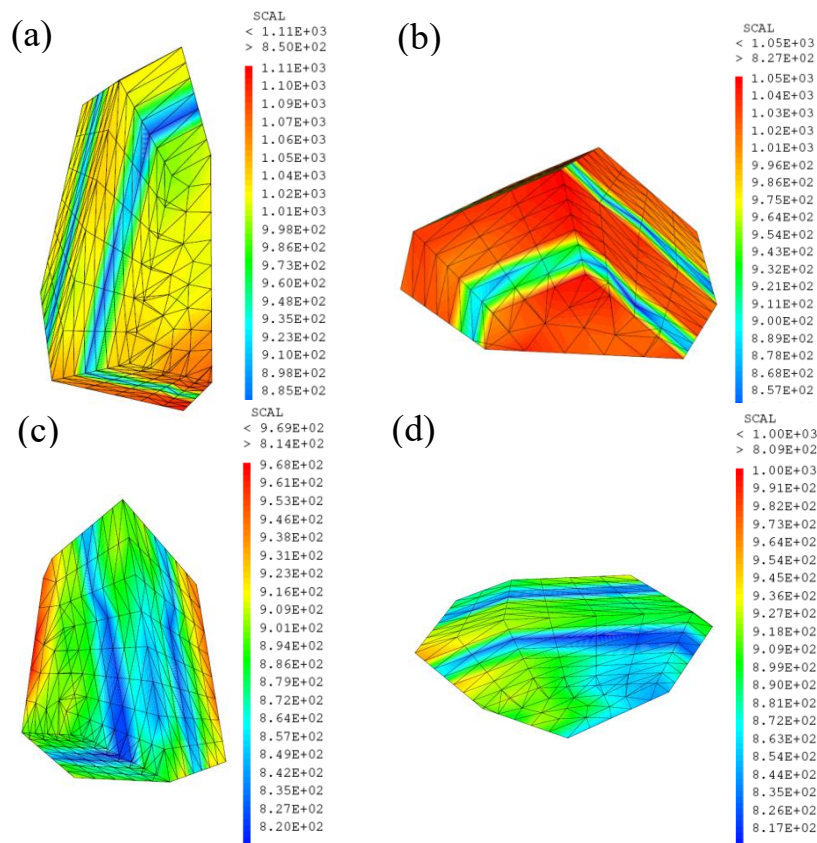 (a)
SCAL
< 1.11E+03
> 8.50E+02
1.11E+03
1.10E+03
1.09E+03
1.07E+03
1.06E+03
1.05E+03
1.04E+03
1.02E+03
1.01E+03
9.98E+02
9.86E+02
9.73E+02
9.60E+02
9.48E+02
9.35E+02
9.23E+02
9.10E+02
8.98E+02
8.85E+02
(b)
SCAL
< 1.05E+03
> 8.27E+02
1.05E+03
1.04E+03
1.02E+03
1.01E+03
9.96E+02
9.86E+02
9.75E+02
9.64E+02
9.54E+02
9.43E+02
9.32E+02
9.21E+02
9.11E+02
9.00E+02
8.89E+02
8.78E+02
8.68E+02
8.57E+02
(c)
SCAL
< 9.69E+02
> 8.14E+02
9.68E+02
9.61E+02
9.53E+02
9.46E+02
9.38E+02
9.31E+02
9.23E+02
9.16E+02
9.09E+02
9.01E+02
8.94E+02
8.86E+02
8.79E+02
8.72E+02
8.64E+02
8.57E+02
8.49E+02
8.42E+02
8.35E+02
8.27E+02
8.20E+02
(d)
SCAL
< 1.00E+03
> 8.09E+02
1.00E+03
9.91E+02
9.82E+02
9.73E+02
9.64E+02
9.54E+02
9.45E+02
9.36E+02
9.27E+02
9.18E+02
9.09E+02
8.99E+02
8.90E+02
8.81E+02
8.72E+02
8.63E+02
8.54E+02
8.44E+02
8.35E+02
8.26E+02
8.17E+02